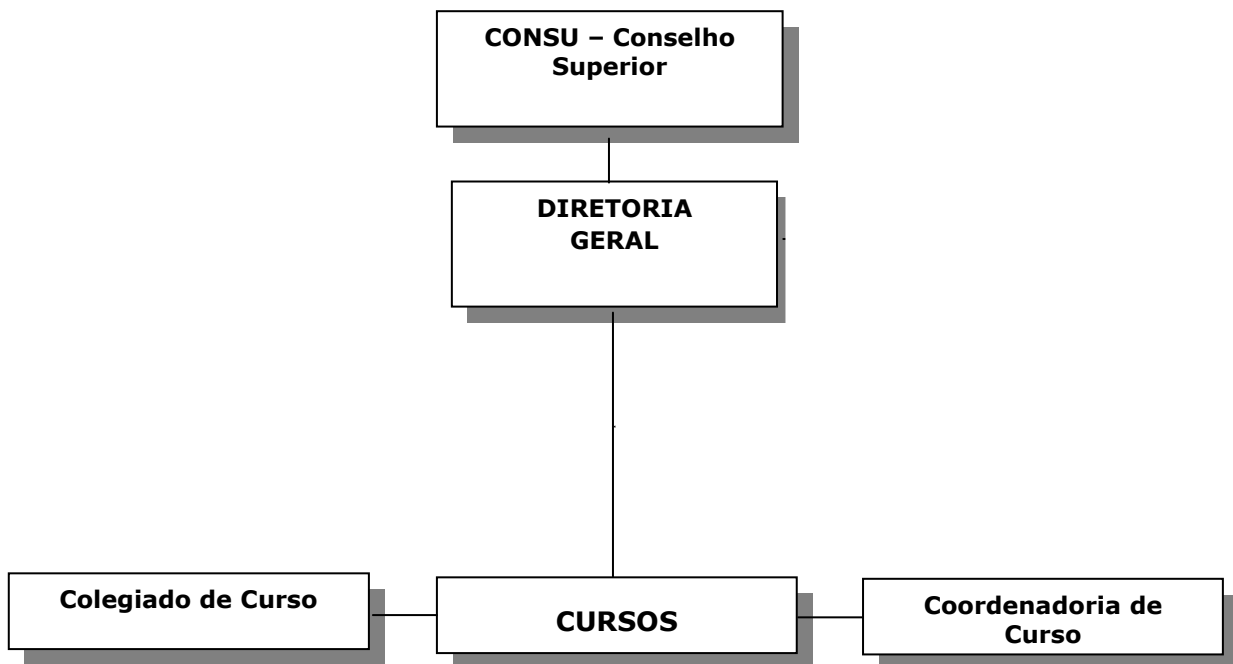 CONSU – Conselho
Superior
DIRETORIA
GERAL
Colegiado de Curso
CURSOS
Coordenadoria de
Curso